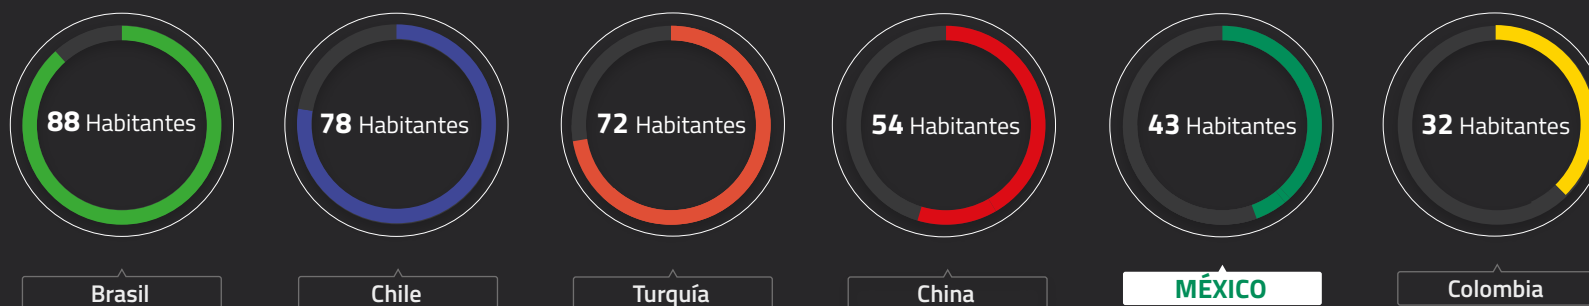 88 Habitantes
78 Habitantes
72 Habitantes
54 Habitantes
43 Habitantes
32 Habitantes
Brasil
Chile
Turquía
China
MÉXICO
Colombia